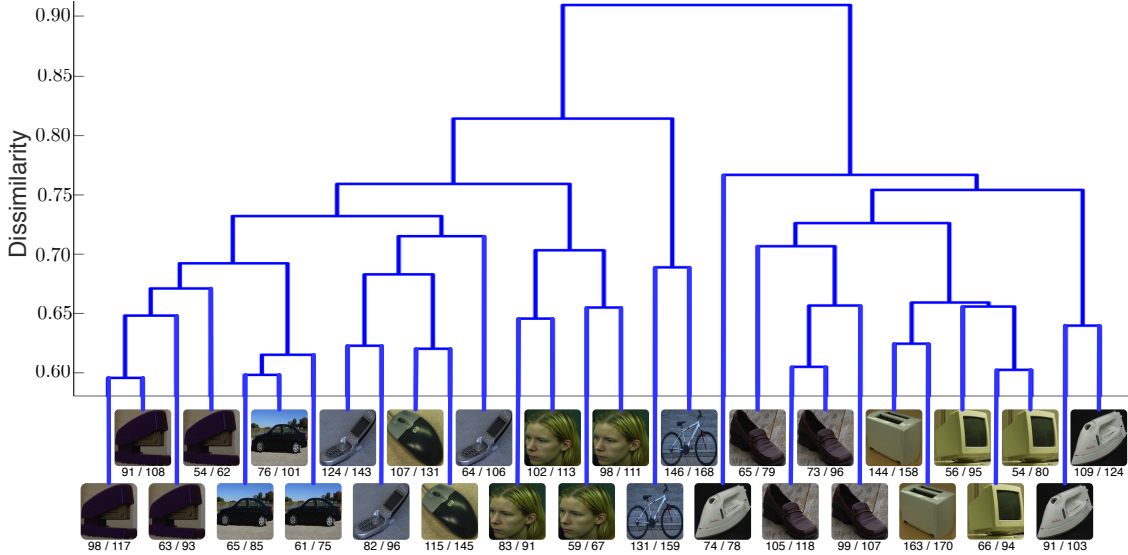 0.90
0.85
0.80
0.75
0.70
0.65
0.60
Dissimilarity
91 / 108
54 / 62
76 / 101
124 / 143
107 / 131
64 / 106
102 / 113
98 / 111
146 / 168
65 / 79
73 / 96
144 / 158
56 / 95
54 / 80
109 / 124
98 / 117
63 / 93
65 / 85
61 / 75
82 / 96
115 / 145
83 / 91
59 / 67
131 / 159
74 / 78
105 / 118
99 / 107
163 / 170
66 / 94
91 / 103